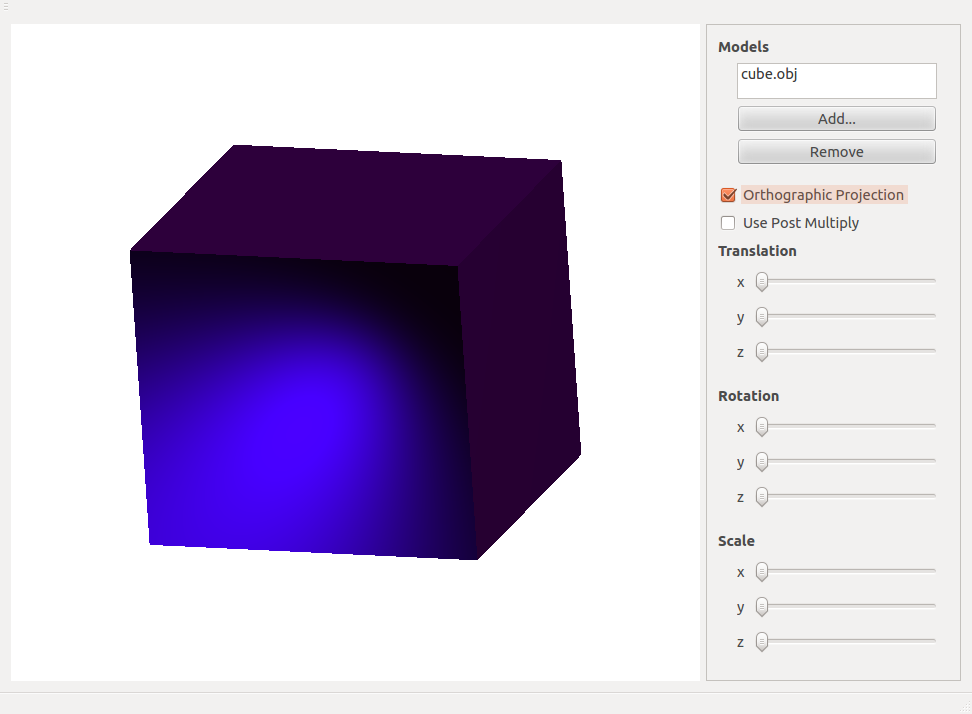 Models
cube.obj
Add...
Remove
Orthographic Projection
Use Post Multiply
Translation
x
y
z
Rotation
x
y
z
Scale
x
y
z